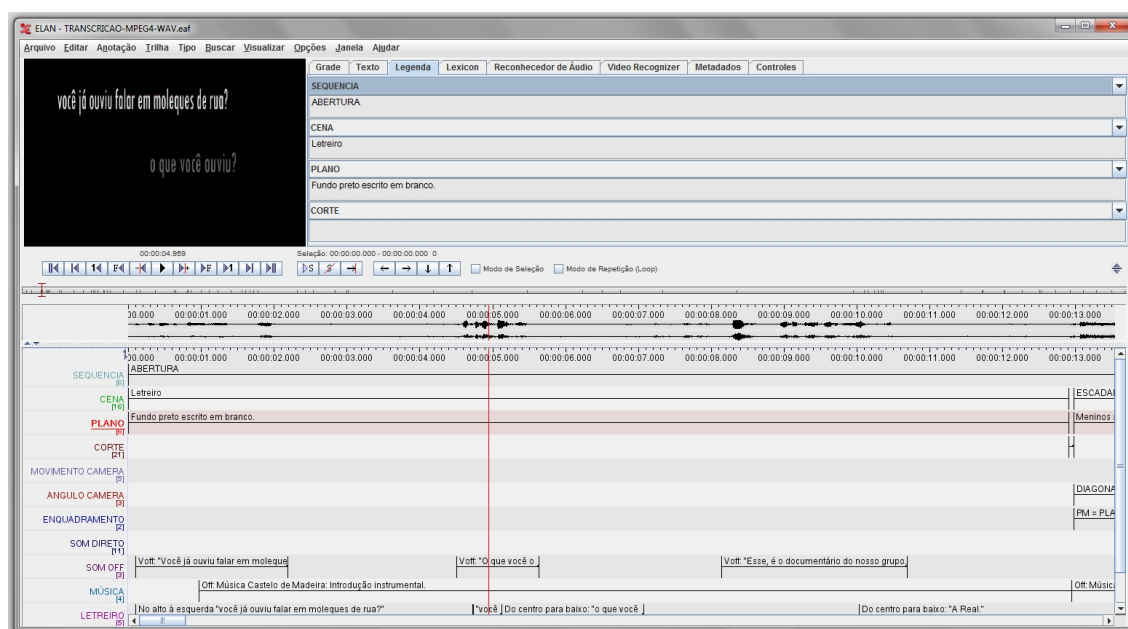 ELAN - TRANSCRICAO-MPEG4-WAV.eaf
Arquivo Editar Anotação Trilha Tipo Buscar Visualizar Opções Janela Ajudar
você já ouviu falar em moleques de rua?
o que você ouviu?
Grade Texto Legenda Lexicon Reconhecedor de Áudio Video Recognizer Metadados Controles
SEQUENCIA
ABERTURA
CENA
Letreiro
PLANO
Fundo preto escrito em branco.
CORTE
00:00:04.959
Seleção: 00:00:00.000 - 00:00:00.000 0
Modo de Seleção Modo de Repetição (Loop)
00.000 00:00:01.000 00:00:02.000 00:00:03.000 00:00:04.000 00:00:05.000 00:00:06.000 00:00:07.000 00:00:08.000 00:00:09.000 00:00:10.000 00:00:11.000 00:00:12.000 00:00:13.000
00.000 00:00:01.000 00:00:02.000 00:00:03.000 00:00:04.000 00:00:05.000 00:00:06.000 00:00:07.000 00:00:08.000 00:00:09.000 00:00:10.000 00:00:11.000 00:00:12.000 00:00:13.000
SEQUENCIA [6] ABERTURA
CENA [16] Letreiro ESCADA
PLANO [6] Fundo preto escrito em branco. Meninos
CORTE [21]
MOVIMENTO CAMERA [5]
ANGULO CAMERA [3] DIAGONA
ENQUADRAMENTO [2] PM = PLA
SOM DIRETO [11]
SOM OFF [3] Voff: "Você já ouviu falar em moleque Voff: "O que você o Voff: "Esse, é o documentário do nosso grupo,
MÚSICA [4] Off: Música Castelo de Madeira: Introdução instrumental. Off: Músic
LETREIRO [5] No alto à esquerda "você já ouviu falar em moleques de rua?" "você Do centro para baixo: "o que você Do centro para baixo: "A Real."